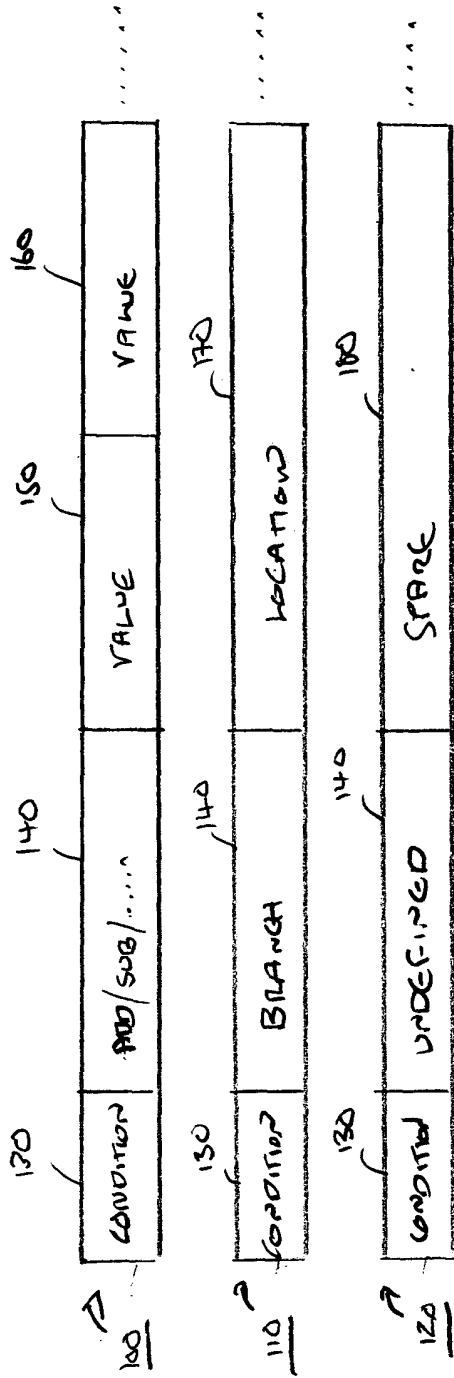 130 140 150 160
100 CONDITION ADD/SUB/..... VALUE VALUE ......
130 140 170
110 CONDITION BRANCH LOCATION .....
130 140 180
120 CONDITION UNDEFINED SPARE .....